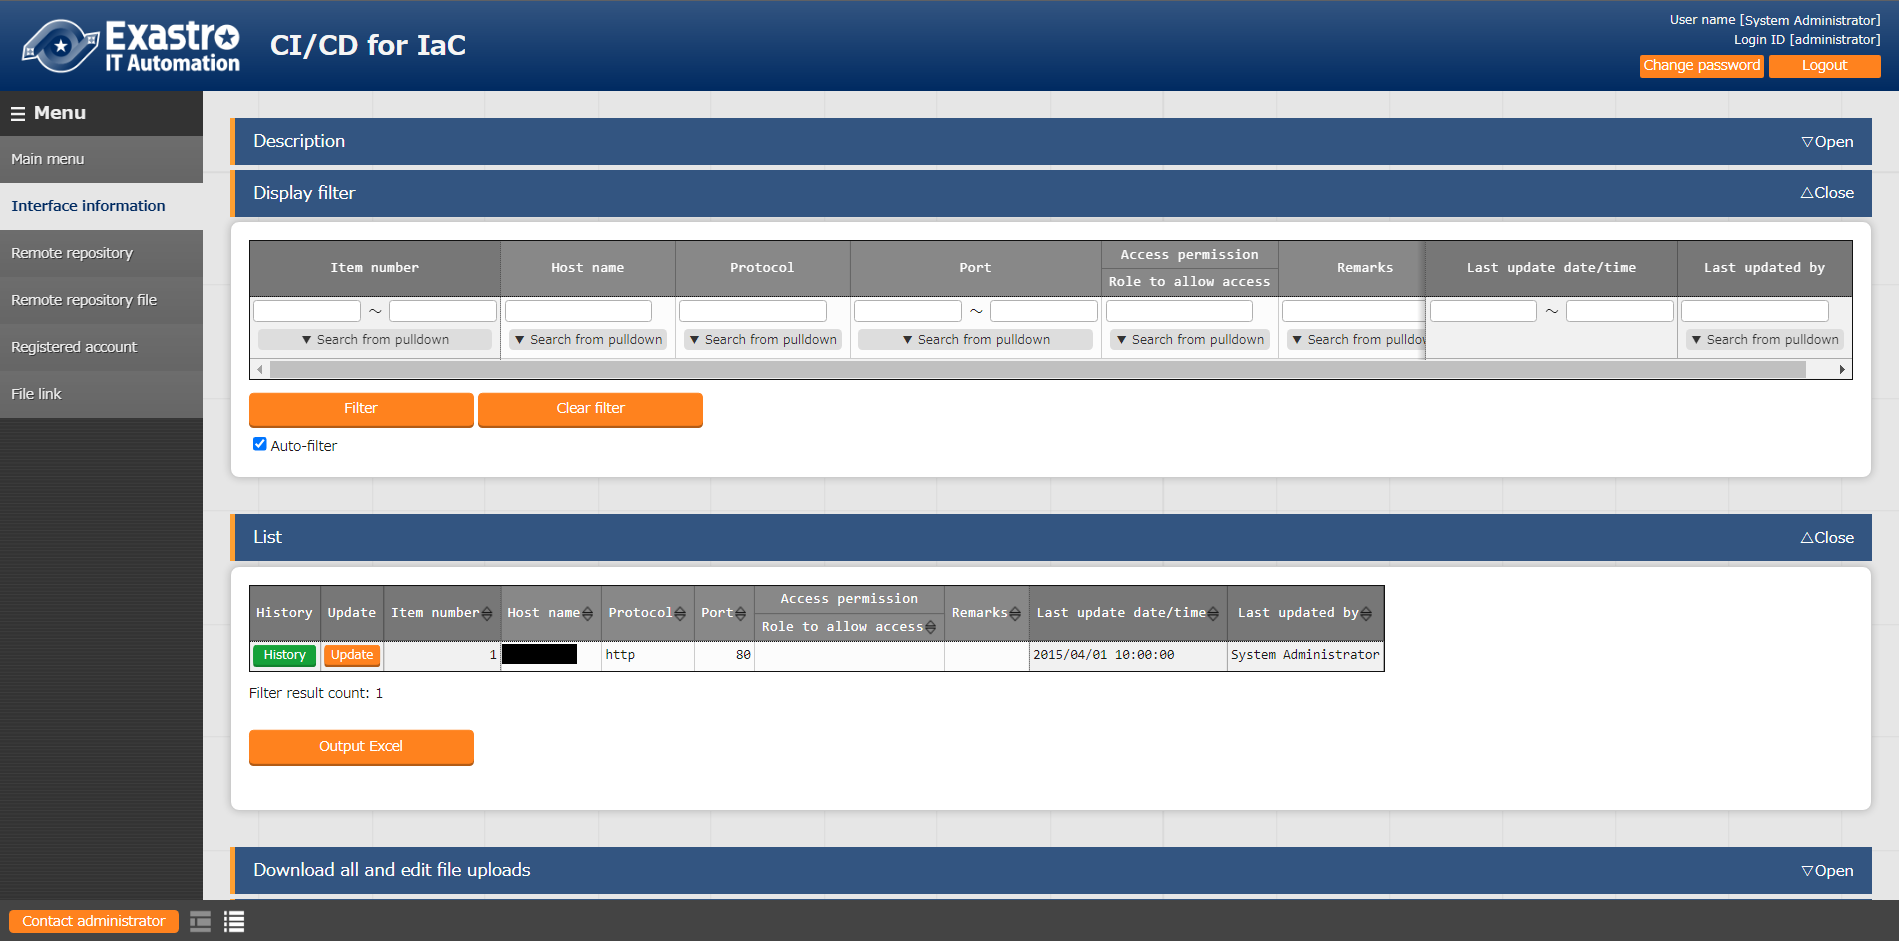 Exastro
IT Automation
CI/CD for IaC
User name [System Administrator]
Login ID [administrator]
Change password
Logout
☰ Menu
Main menu
Interface information
Remote repository
Remote repository file
Registered account
File link
Description
▽Open
Display filter
△Close
Item number
Host name
Protocol
Port
Access permission
Role to allow access
Remarks
Last update date/time
Last updated by
~
~
~
▼ Search from pulldown
▼ Search from pulldown
▼ Search from pulldown
▼ Search from pulldown
▼ Search from pulldown
▼ Search from pulldov
▼ Search from pulldown
Filter
Clear filter
Auto-filter
List
△Close
History
Update
Item number
Host name
Protocol
Port
Access permission
Role to allow access
Remarks
Last update date/time
Last updated by
History
Update
1
http
80
2015/04/01 10:00:00
System Administrator
Filter result count: 1
Output Excel
Download all and edit file uploads
▽Open
Contact administrator